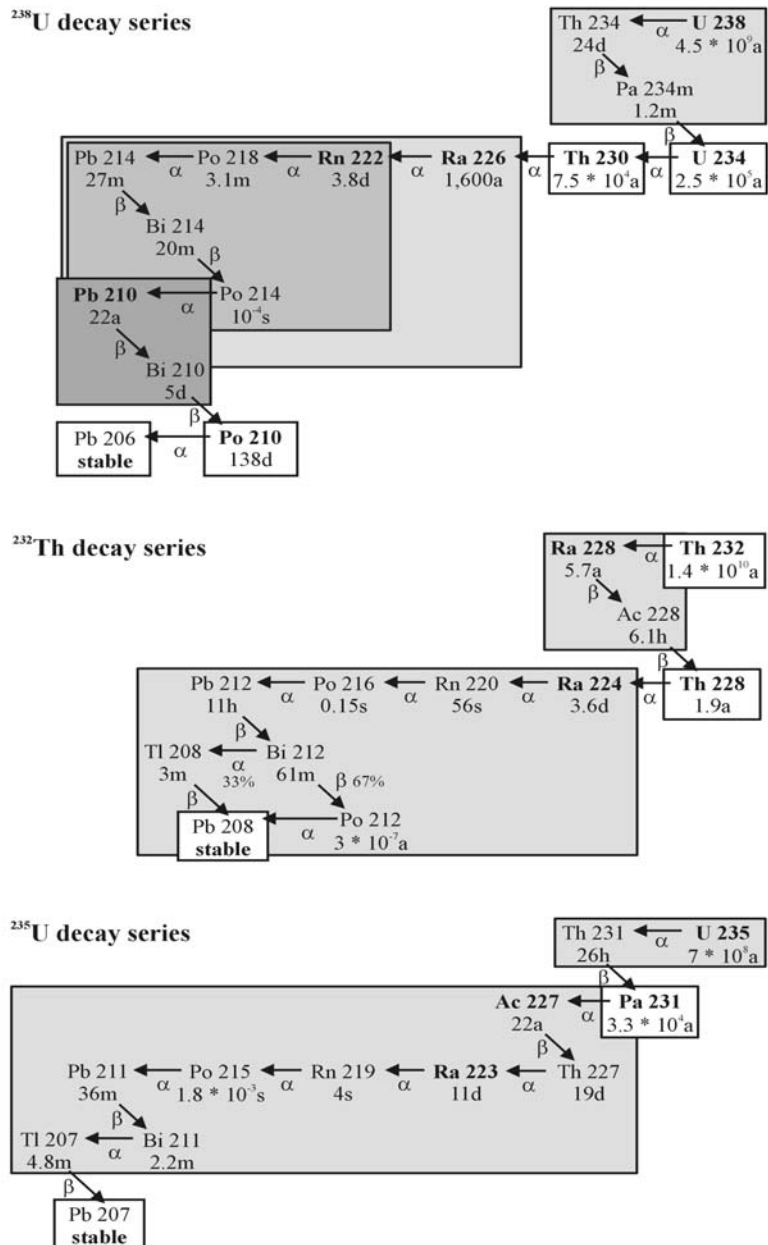 ²³⁸U decay series
Th 234 α U 238
24d 4.5 * 10⁹a
β
Pa 234m
1.2m
β
Pb 214 α Po 218 α Rn 222 α Ra 226 α Th 230 α U 234
27m 3.1m 3.8d 1,600a 7.5 * 10⁴a 2.5 * 10⁵a
β
Bi 214
20m β
Pb 210 α Po 214
22a 10⁻⁴s
β
Bi 210
5d
β
Pb 206 α Po 210
stable 138d
²³²Th decay series
Ra 228 α Th 232
5.7a 1.4 * 10¹⁰a
β
Ac 228
6.1h
β
Pb 212 α Po 216 α Rn 220 α Ra 224 α Th 228
11h 0.15s 56s 3.6d 1.9a
β
Tl 208 α Bi 212
3m 33% 61m β 67%
β
Pb 208 α Po 212
stable 3 * 10⁻⁷a
²³⁵U decay series
Th 231 α U 235
26h 7 * 10⁸a
β
Ac 227 α Pa 231
22a 3.3 * 10⁴a
β
Pb 211 α Po 215 α Rn 219 α Ra 223 α Th 227
36m 1.8 * 10⁻³s 4s 11d 19d
β
Tl 207 α Bi 211
4.8m 2.2m
β
Pb 207
stable